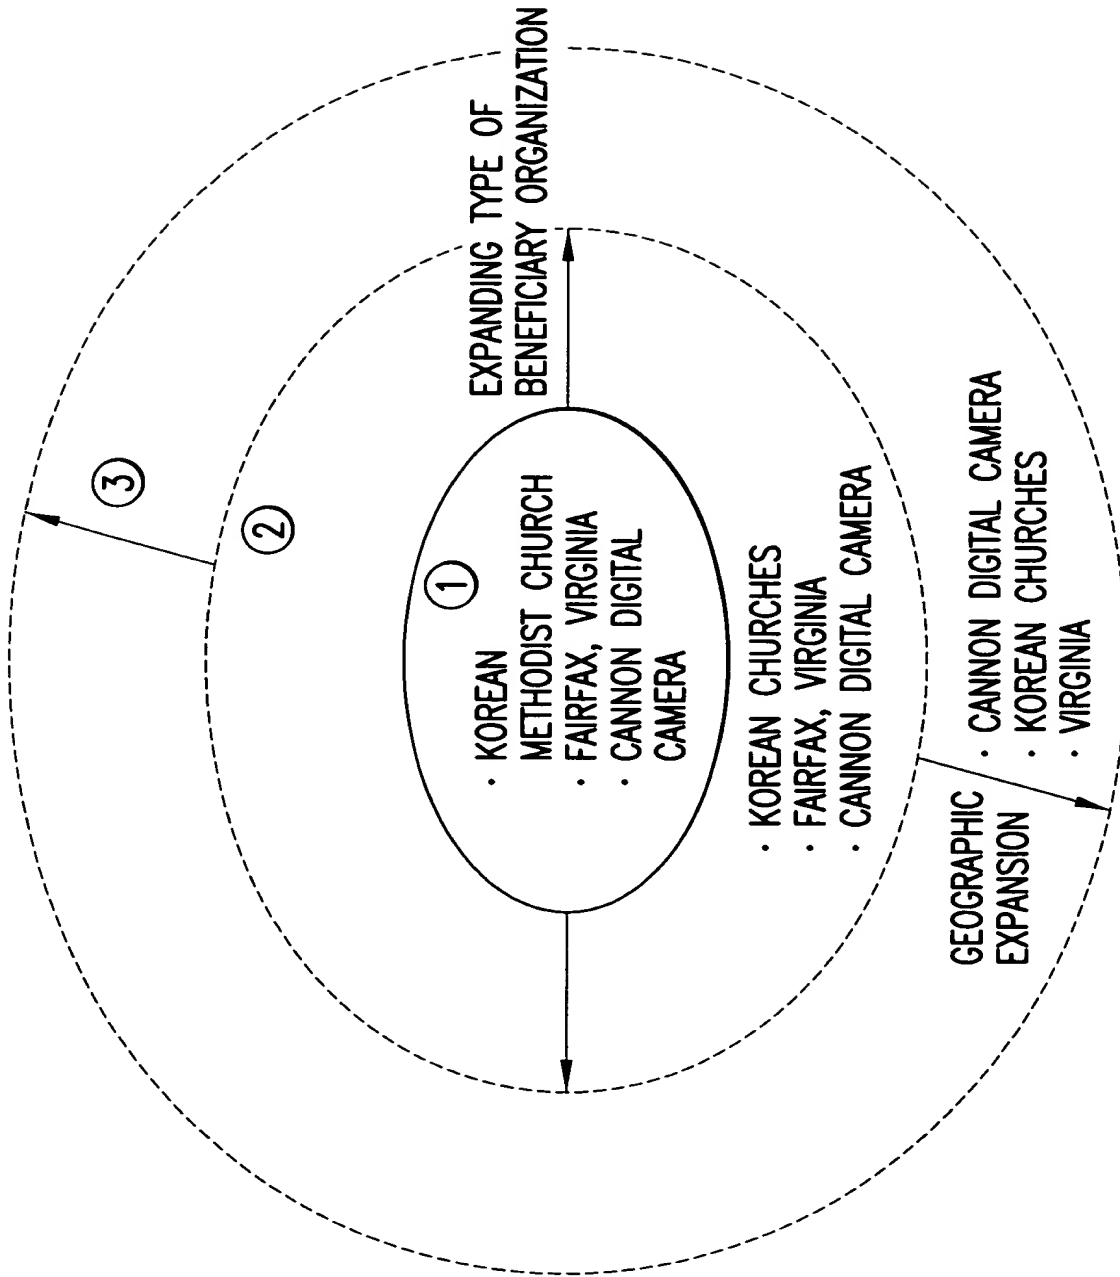 ③
②
①
· KOREAN
METHODIST CHURCH
· FAIRFAX, VIRGINIA
· CANNON DIGITAL
CAMERA
EXPANDING TYPE OF
BENEFICIARY ORGANIZATION
· KOREAN CHURCHES
· FAIRFAX, VIRGINIA
· CANNON DIGITAL CAMERA
GEOGRAPHIC
EXPANSION
· CANNON DIGITAL CAMERA
· KOREAN CHURCHES
· VIRGINIA